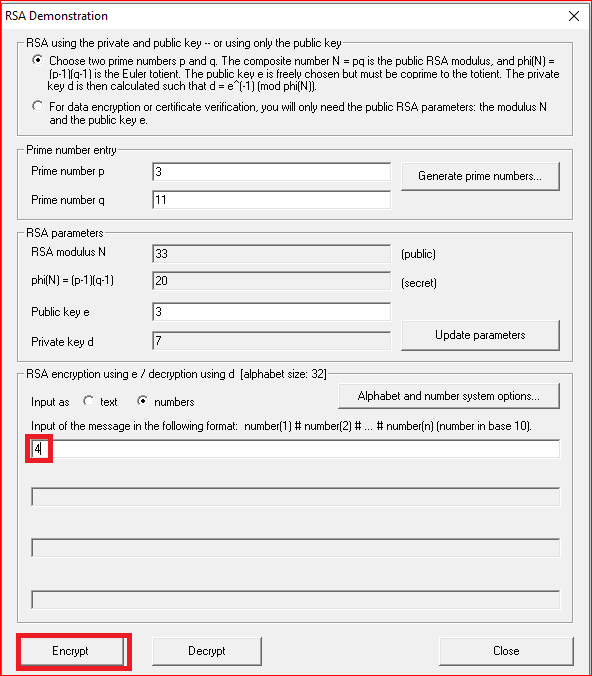 RSA Demonstration
RSA using the private and public key -- or using only the public key
Choose two prime numbers p and q. The composite number N = pq is the public RSA modulus, and phi(N) =
(p-1)(q-1) is the Euler totient. The public key e is freely chosen but must be coprime to the totient. The private
key d is then calculated such that d = e^(-1) (mod phi(N)).
For data encryption or certificate verification, you will only need the public RSA parameters: the modulus N
and the public key e.
Prime number entry
Prime number p 3 Generate prime numbers...
Prime number q 11
RSA parameters
RSA modulus N 33 (public)
phi(N) = (p-1)(q-1) 20 (secret)
Public key e 3
Private key d 7 Update parameters
RSA encryption using e / decryption using d [alphabet size: 32]
Input as text numbers Alphabet and number system options...
Input of the message in the following format: number(1) # number(2) # ... # number(n) (number in base 10).
4
Encrypt Decrypt Close